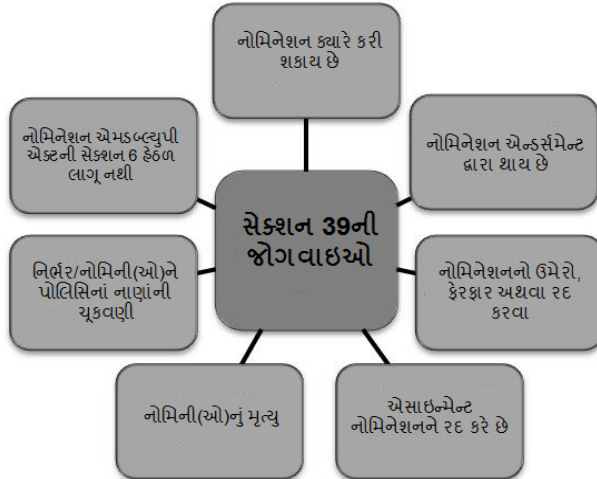 નોમિનેશન ક્યારે કરી
શકાય છે
નોમિનેશન એમડબ્લ્યુપી
એક્ટની સેક્શન 6 હેઠળ
લાગૂ નથી
નોમિનેશન એન્ડર્સમેન્ટ
દ્વારા થાય છે
સેક્શન 39ની
જોગવાઇઓ
નિર્ભર/નોમિની(ઓ)ને
પોલિસિનાં નાણાંની
ચૂકવણી
નોમિનેશનનો ઉમેરો,
ફેરફાર અથવા રદ
કરવા
નોમિની(ઓ)નું મૃત્યુ
એસાઇન્મેન્ટ
નોમિનેશનને રદ કરે છે